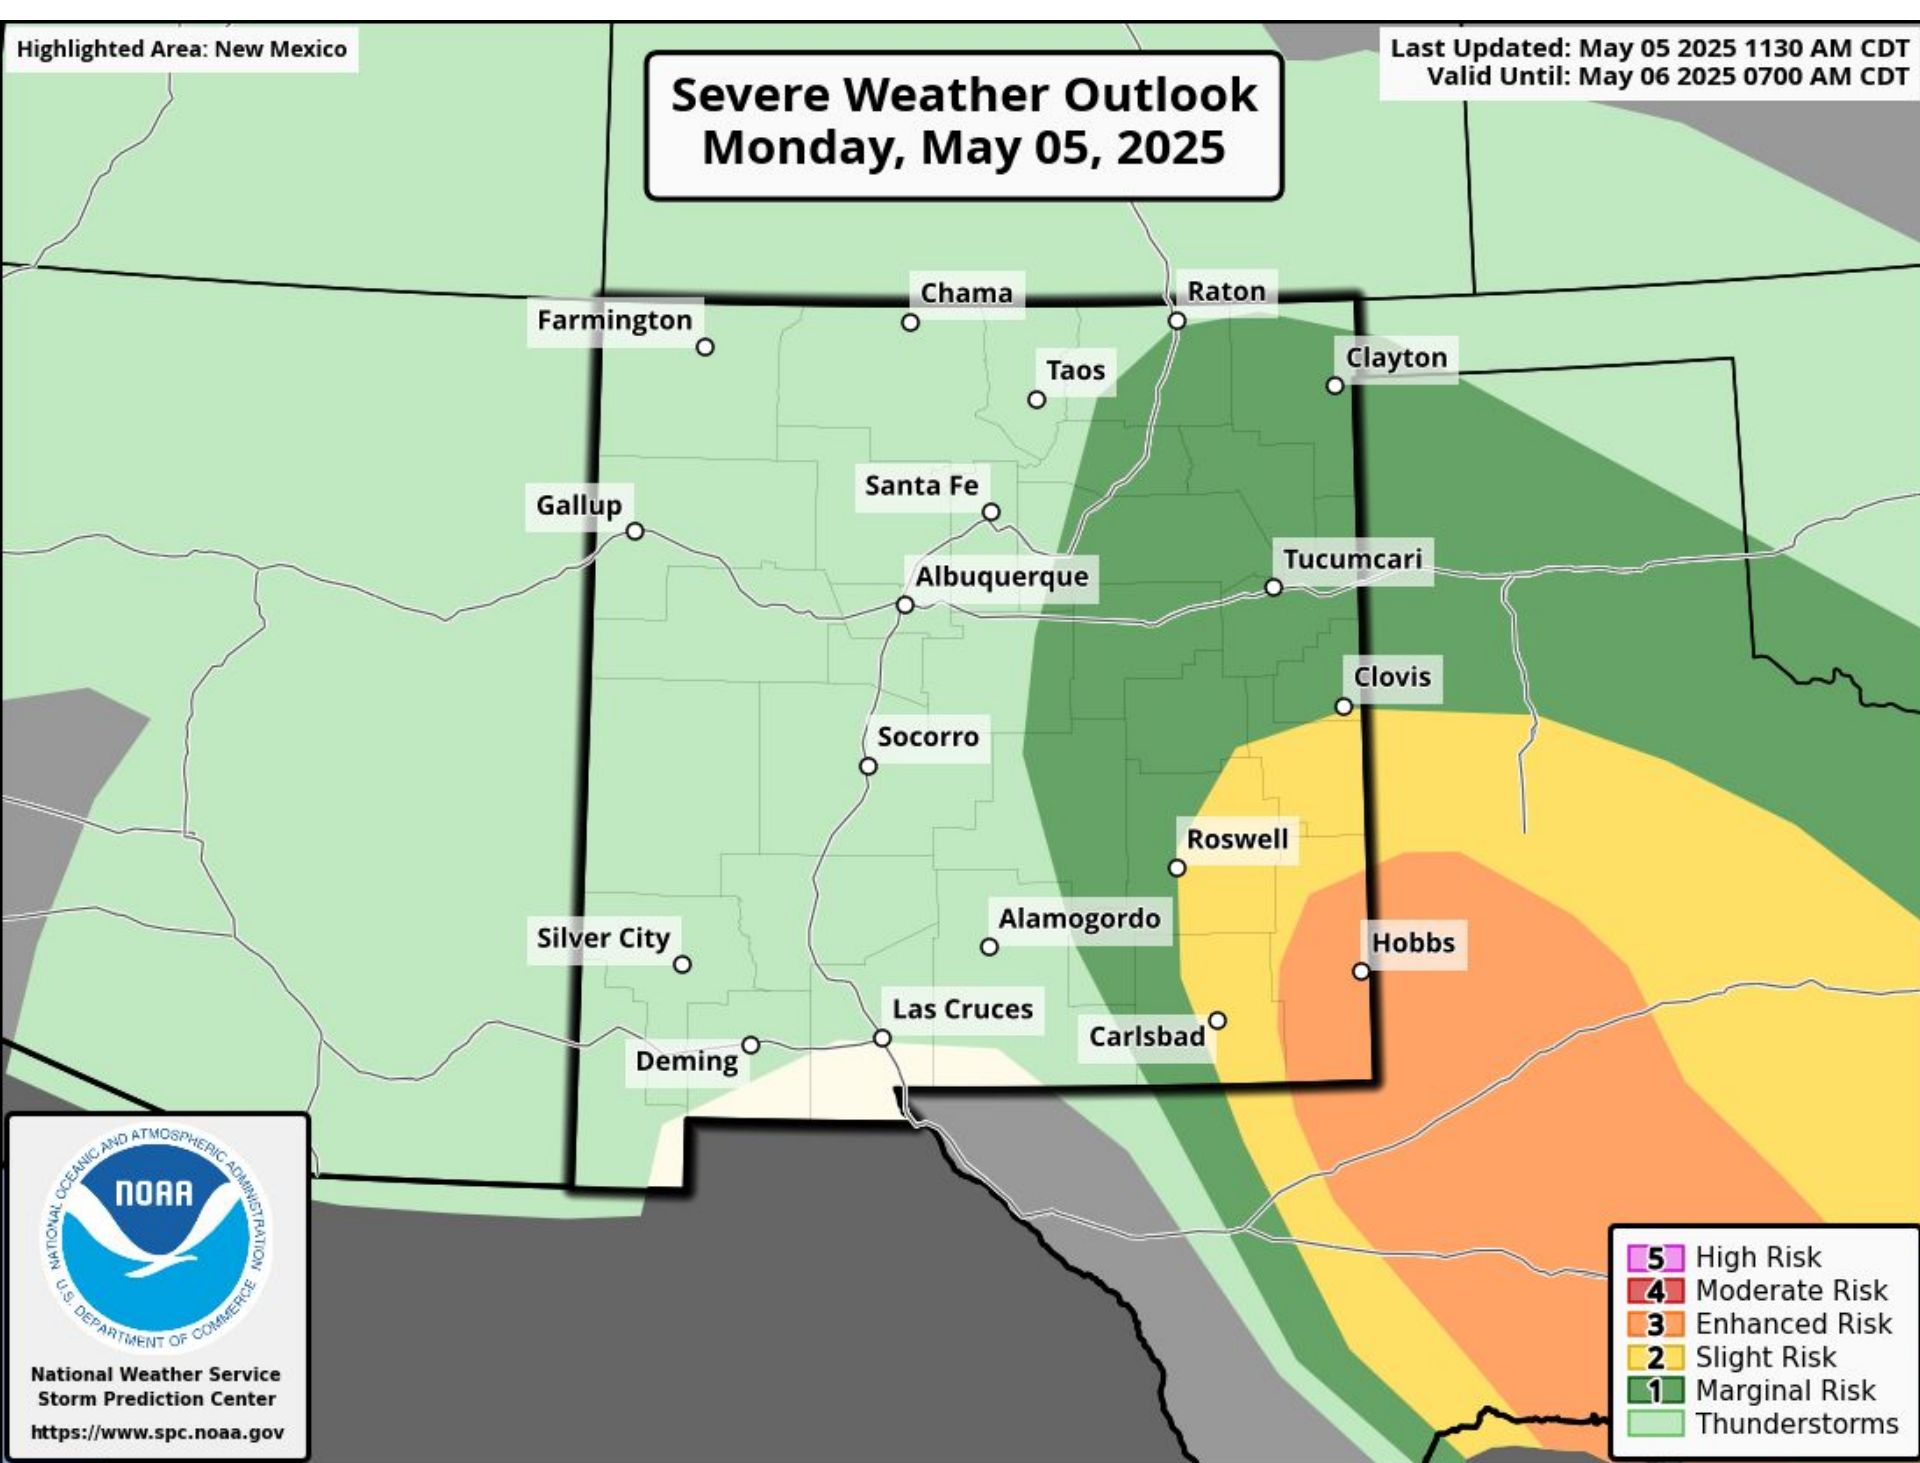 Highlighted Area: New Mexico
Severe Weather Outlook
Monday, May 05, 2025
Last Updated: May 05 2025 1130 AM CDT
Valid Until: May 06 2025 0700 AM CDT
Chama
Raton
Farmington
Clayton
Taos
Santa Fe
Gallup
Tucumcari
Albuquerque
Clovis
Socorro
Roswell
Alamogordo
Silver City
Hobbs
Las Cruces
Carlsbad
Deming
NATIONAL OCEANIC AND ATMOSPHERIC ADMINISTRATION
NOAA
U.S. DEPARTMENT OF COMMERCE
National Weather Service
Storm Prediction Center
https://www.spc.noaa.gov
5 High Risk
4 Moderate Risk
3 Enhanced Risk
2 Slight Risk
1 Marginal Risk
Thunderstorms